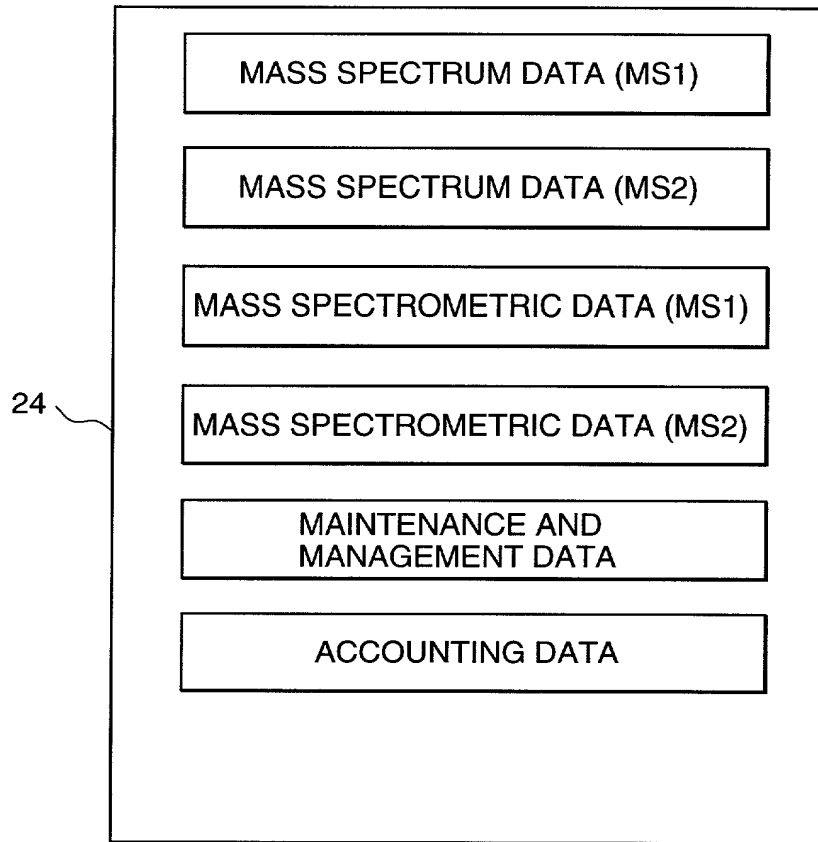 MASS SPECTRUM DATA (MS1)
MASS SPECTRUM DATA (MS2)
MASS SPECTROMETRIC DATA (MS1)
24
MASS SPECTROMETRIC DATA (MS2)
MAINTENANCE AND
MANAGEMENT DATA
ACCOUNTING DATA